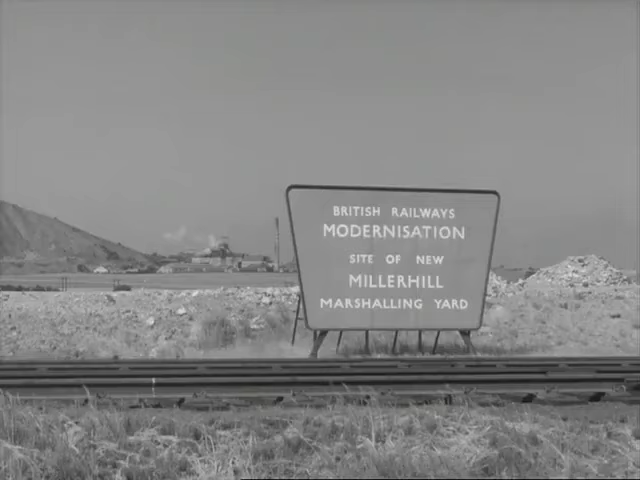 BRITISH RAILWAYS
MODERNISATION
SITE OF NEW
MILLERHILL
MARSHALLING YARD